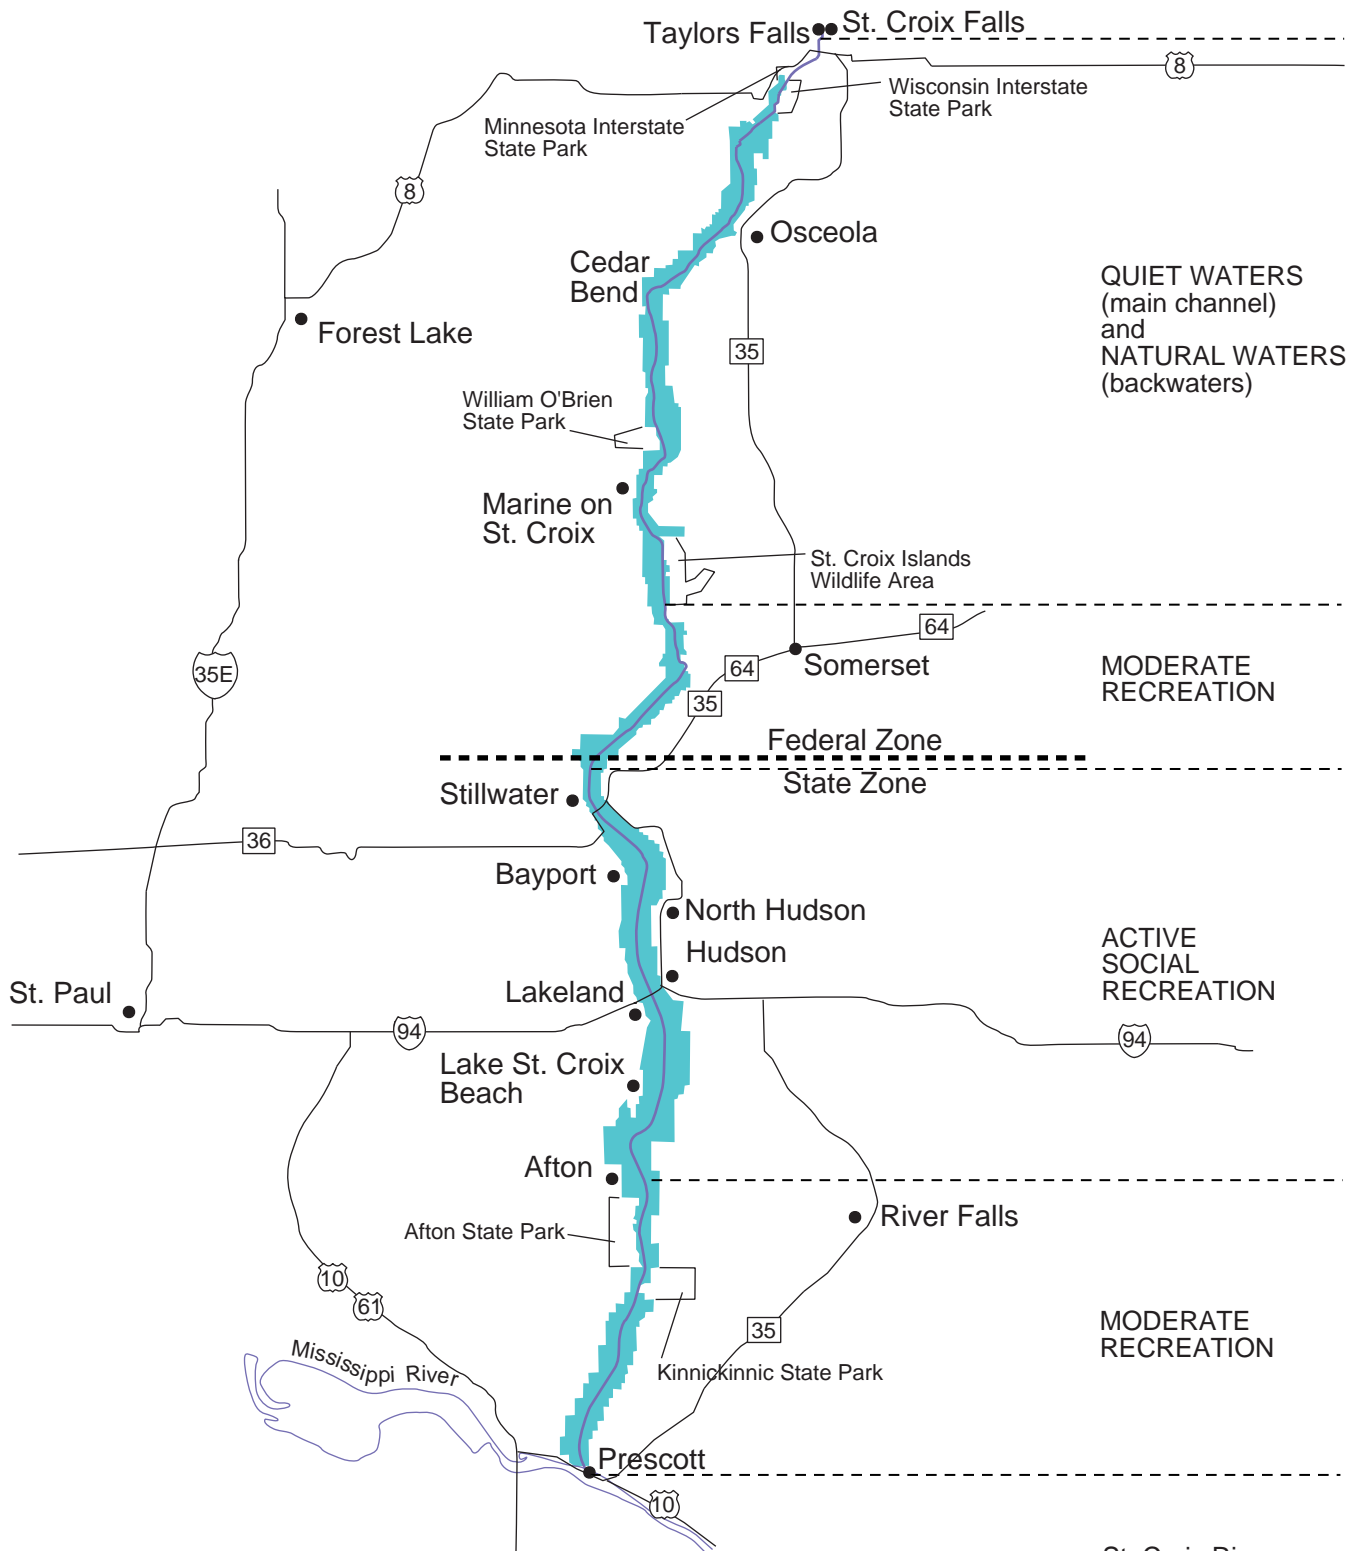 Taylors Falls
St. Croix Falls
8
Wisconsin Interstate
State Park
Minnesota Interstate
State Park
8
Osceola
Cedar
Bend
QUIET WATERS
(main channel)
and
NATURAL WATERS
(backwaters)
Forest Lake
35
William O'Brien
State Park
Marine on
St. Croix
St. Croix Islands
Wildlife Area
64
Somerset
64
MODERATE
RECREATION
35E
35
Federal Zone
State Zone
Stillwater
36
Bayport
North Hudson
Hudson
ACTIVE
SOCIAL
RECREATION
St. Paul
Lakeland
94
94
Lake St. Croix
Beach
Afton
River Falls
Afton State Park
10
61
35
MODERATE
RECREATION
Mississippi River
Kinnickinnic State Park
Prescott
10